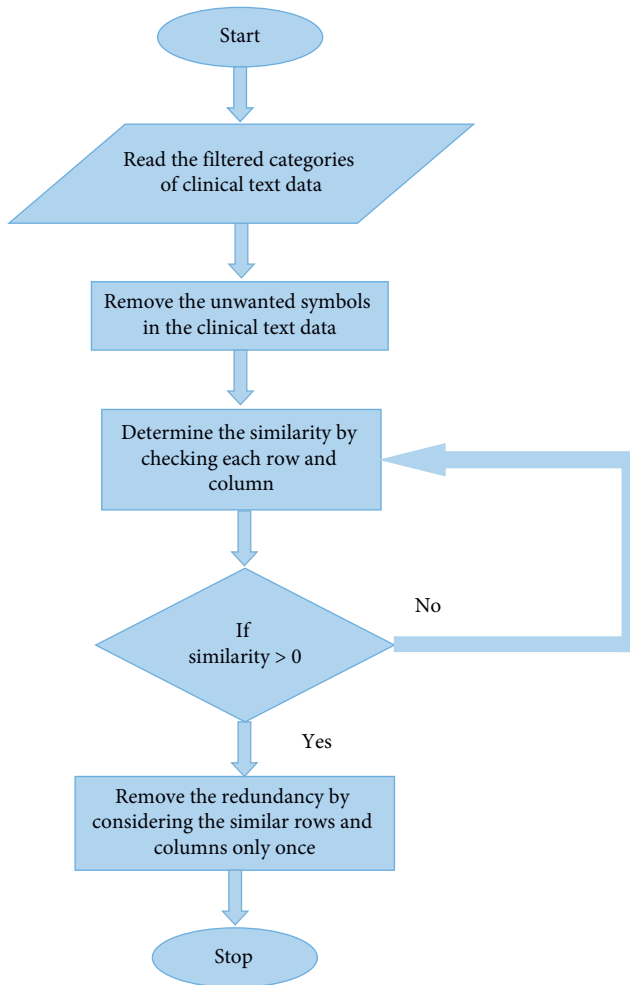 Start
Read the filtered categories
of clinical text data
Remove the unwanted symbols
in the clinical text data
Determine the similarity by
checking each row and
column
If
similarity > 0
No
Yes
Remove the redundancy by
considering the similar rows and
columns only once
Stop